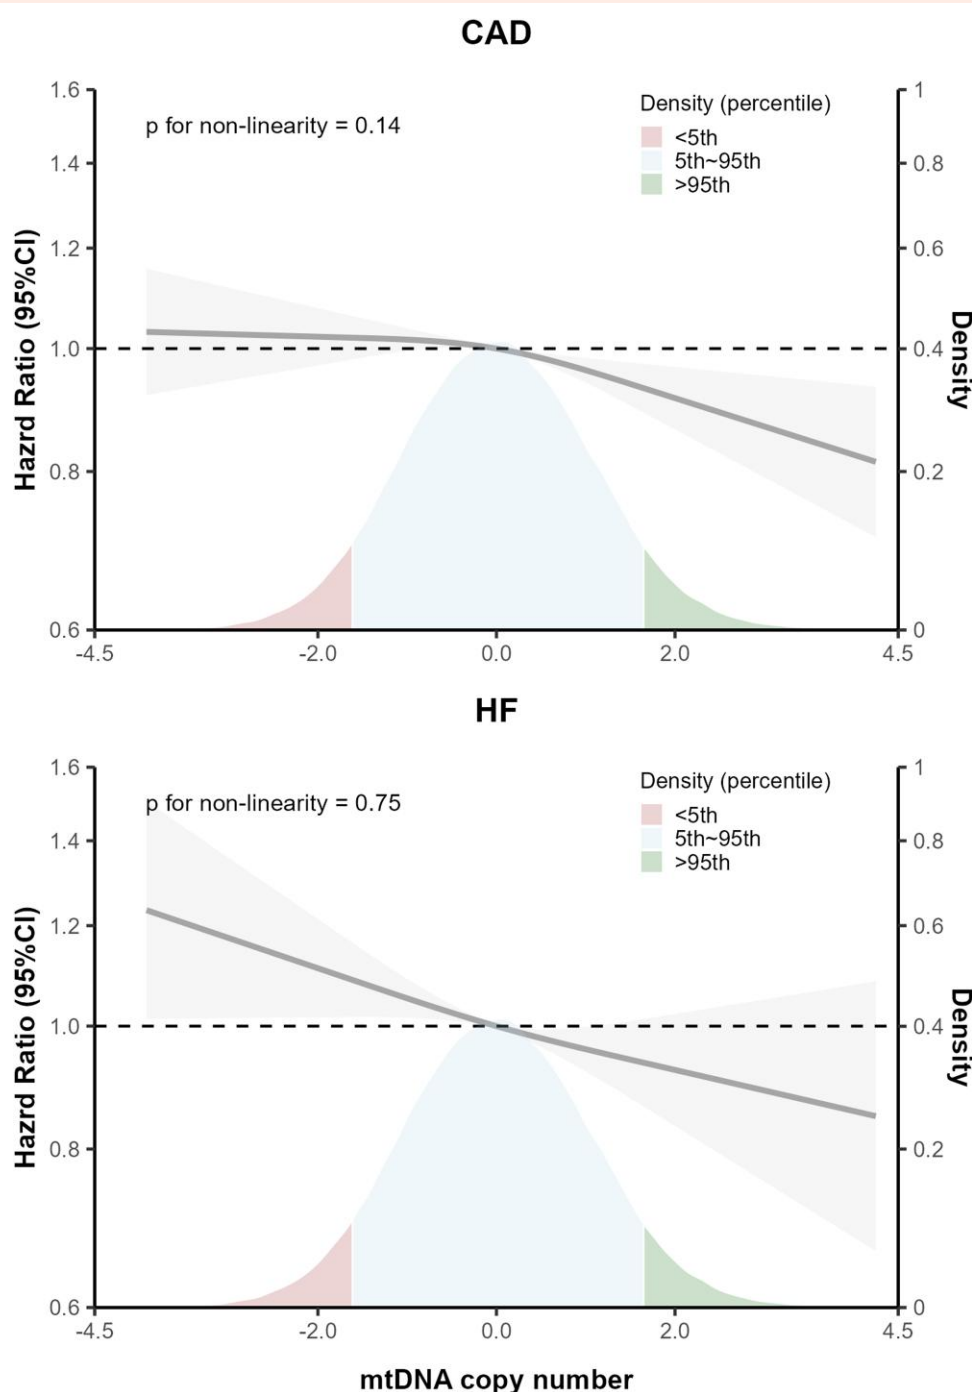 CAD
p for non-linearity = 0.14
Density (percentile)
<5th
5th~95th
>95th
Hazrd Ratio (95%CI)
1.6
1.4
1.2
1.0
0.8
0.6
Density
1
0.8
0.6
0.4
0.2
0
-4.5 -2.0 0.0 2.0 4.5
HF
p for non-linearity = 0.75
Density (percentile)
<5th
5th~95th
>95th
Hazrd Ratio (95%CI)
1.6
1.4
1.2
1.0
0.8
0.6
Density
1
0.8
0.6
0.4
0.2
0
-4.5 -2.0 0.0 2.0 4.5
mtDNA copy number